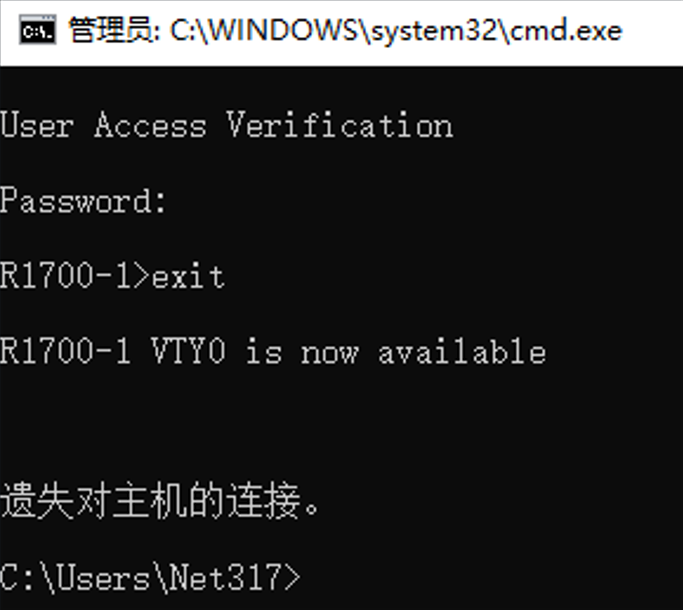 管理员: C:\WINDOWS\system32\cmd.exe
User Access Verification
Password:
R1700-1>exit
R1700-1 VTY0 is now available
遗失对主机的连接。
C:\Users\Net317>